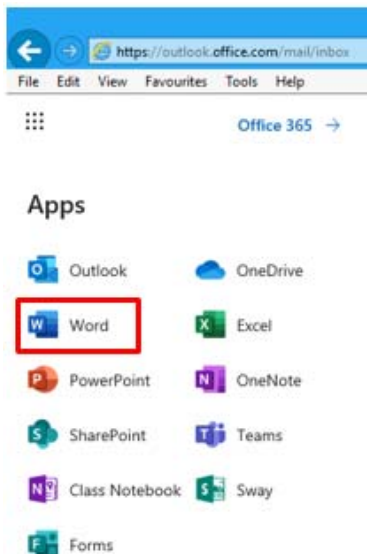 https://outlook.office.com/mail/inbox
File Edit View Favourites Tools Help
Office 365 →
Apps
Outlook OneDrive
Word Excel
PowerPoint OneNote
SharePoint Teams
Class Notebook Sway
Forms